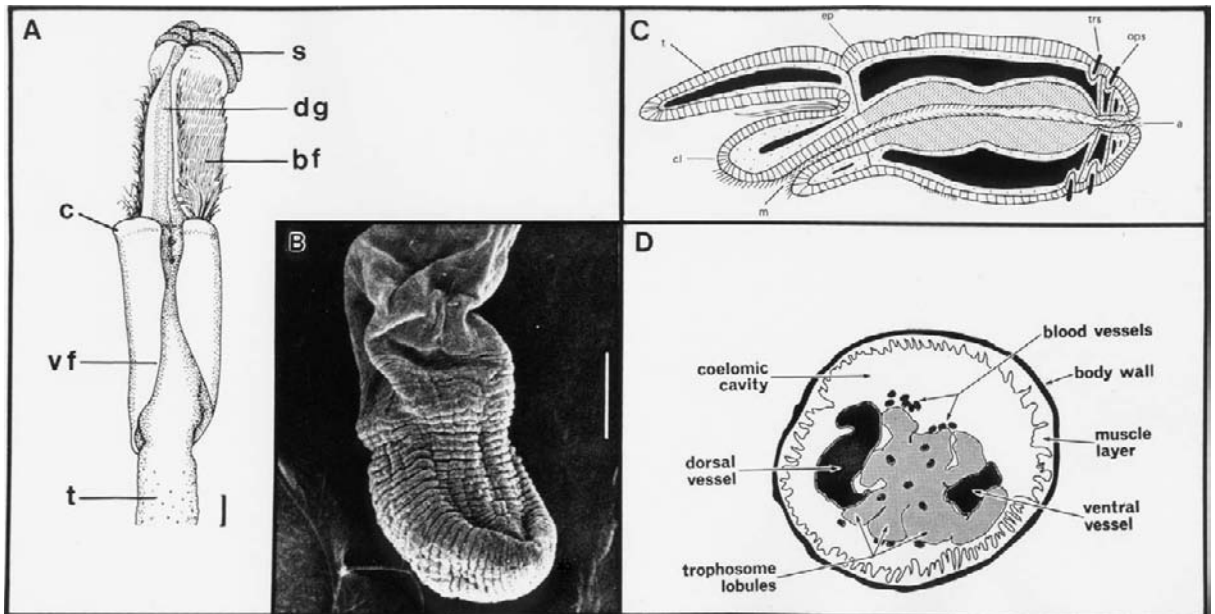 A
s
dg
bf
c
vf
t
B
C
ep
t
trs
ops
cl
m
a
D
blood vessels
coelomic
cavity
body wall
dorsal
vessel
muscle
layer
ventral
vessel
trophosome
lobules